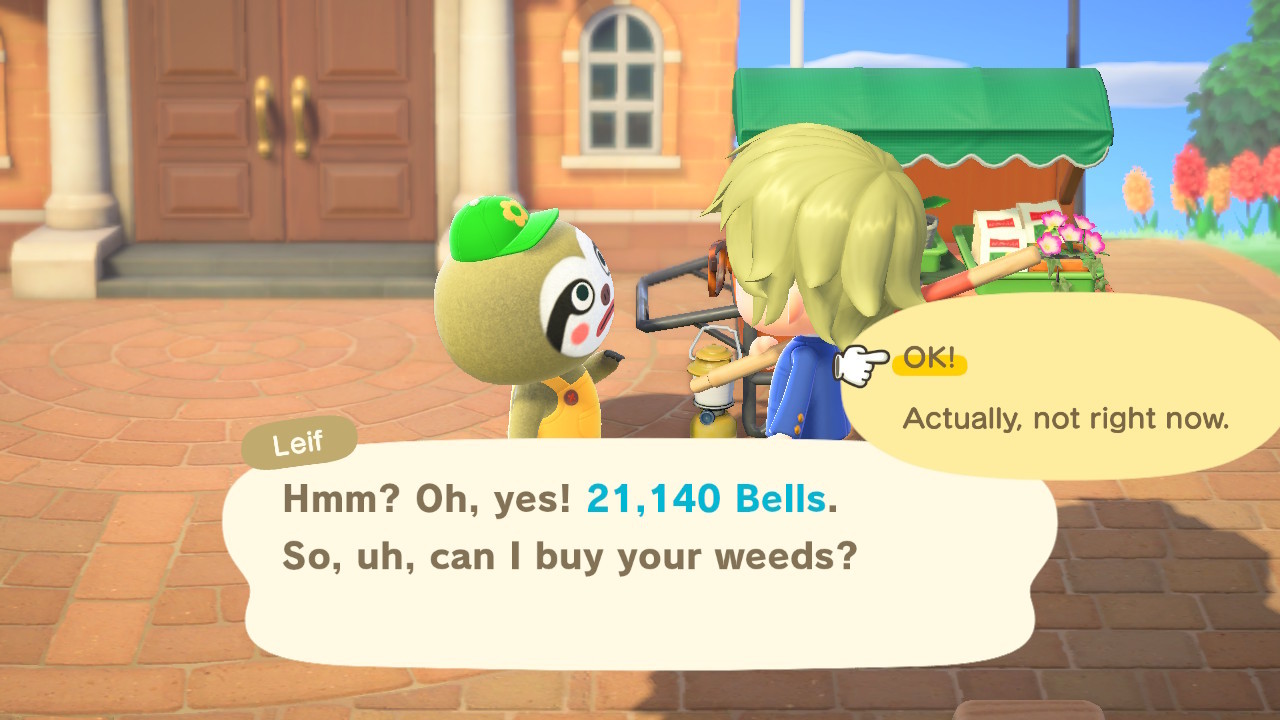 Leif
Hmm? Oh, yes! 21,140 Bells.
So, uh, can I buy your weeds?
OK!
Actually, not right now.